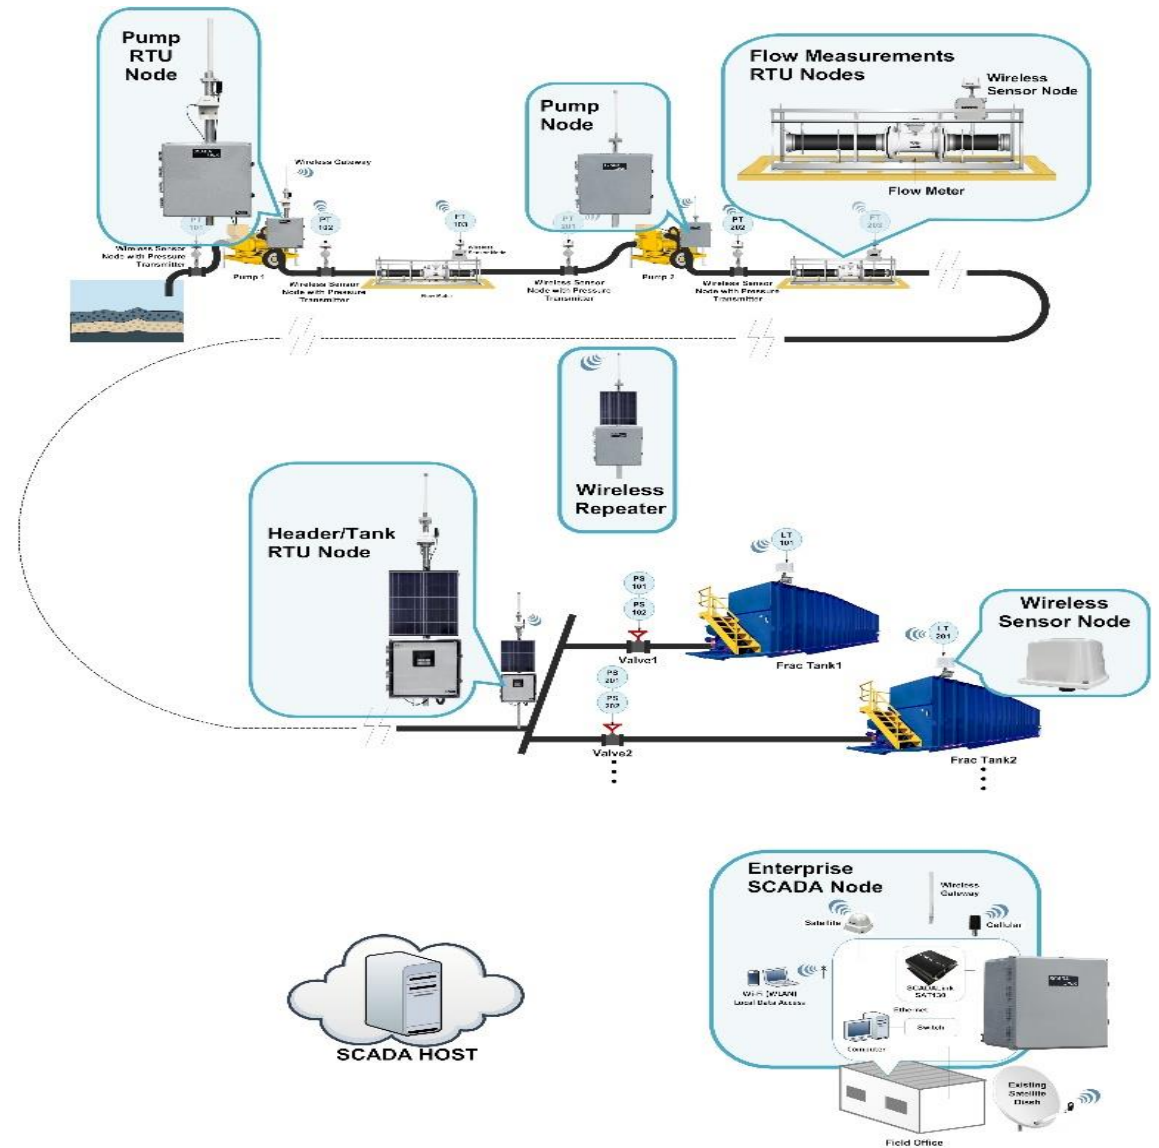 Pump
RTU
Node
Pump
Node
Flow Measurements
RTU Nodes
Wireless
Sensor Node
Flow Meter
Wireless Gateway
PT
101
PT
102
FT
103
PT
201
PT
202
FT
203
Wireless Sensor
Node with Pressure
Transmitter
Pump 1
Wireless Sensor
Node with Pressure
Transmitter
Flow Meter
Wireless Sensor
Node with Pressure
Transmitter
Pump 2
Wireless Sensor
Node with Pressure
Transmitter
Wireless
Repeater
Header/Tank
RTU Node
LT
101
PS
101
PS
102
Valve1
Frac Tank1
LT
201
Wireless
Sensor Node
PS
201
PS
202
Valve2
Frac Tank2
Enterprise
SCADA Node
Wireless
Gateway
Satellite
Cellular
Wi-Fi (WLAN)
Local Data Access
SCADALink
SAT130
Ethernet
Switch
Computer
Existing
Satellite
Dish
Field Office
SCADA HOST